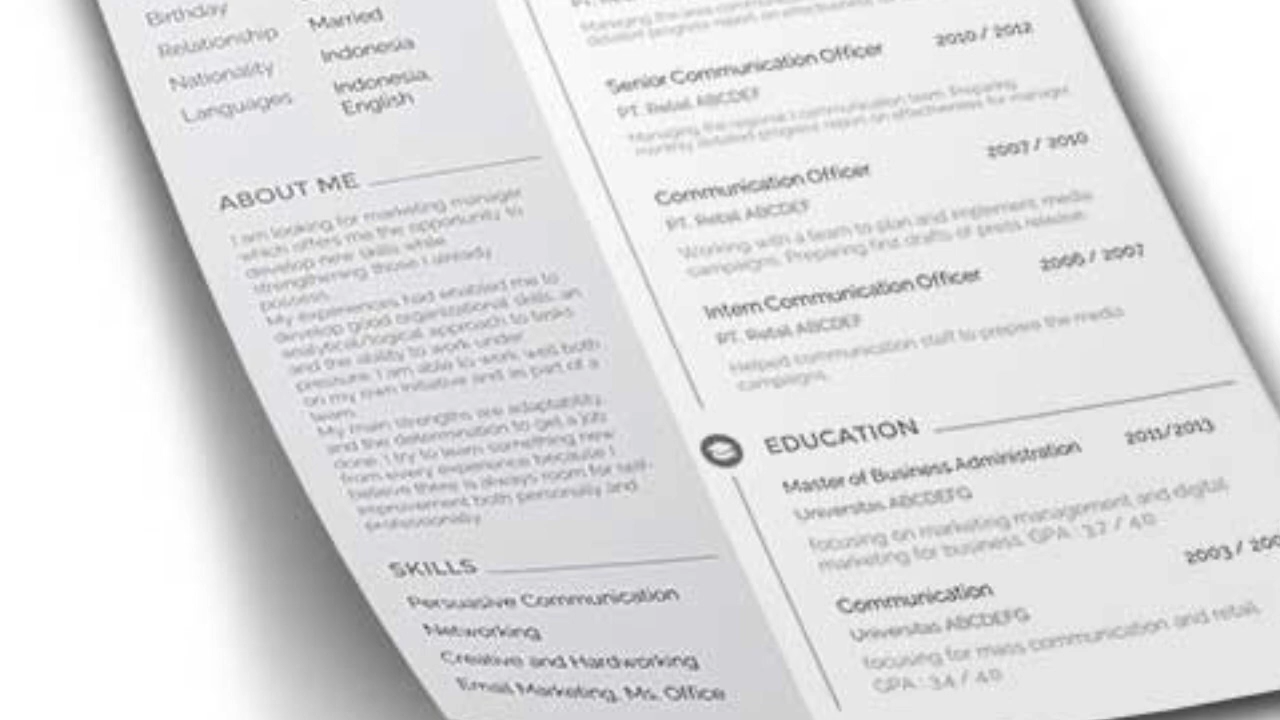 Birthday
Relationship Married
Nationality Indonesia
Languages Indonesia,
English
ABOUT ME
I am looking for marketing manager
which offers me the opportunity to
develop new skills while
strengthening those I already
possess.
My experiences had enabled me to
develop good organizational skills, an
analytical/logical approach to tasks
and the ability to work under
pressure. I am able to work well both
on my own initiative and as part of a
team.
My main strengths are adaptability,
and the determination to get a job
done. I try to learn something new
from every experience because I
believe there is always room for self-
improvement both personally and
professionally.
SKILLS
Persuasive Communication
Networking
Creative and Hardworking
Email Marketing, Ms. Office
detailed progress report on effectiveness
Senior Communication Officer 2010 / 2012
PT. Retail ABCDEF
Managing the regional communication team. Preparing
monthly detailed progress report on effectiveness for manager.
Communication Officer 2007 / 2010
PT. Retail ABCDEF
Working with a team to plan and implement media
campaigns. Preparing first drafts of press release.
Intern Communication Officer 2006 / 2007
PT. Retail ABCDEF
Helped communication staff to prepare the media
campaigns.
EDUCATION
Master of Business Administration 2011/2013
Universitas ABCDEFG
focusing on marketing management and digital
marketing for business. GPA : 3.7 / 4.0
Communication 2003 /
Universitas ABCDEFG
focusing for mass communication and retail.
GPA : 3.4 / 4.0